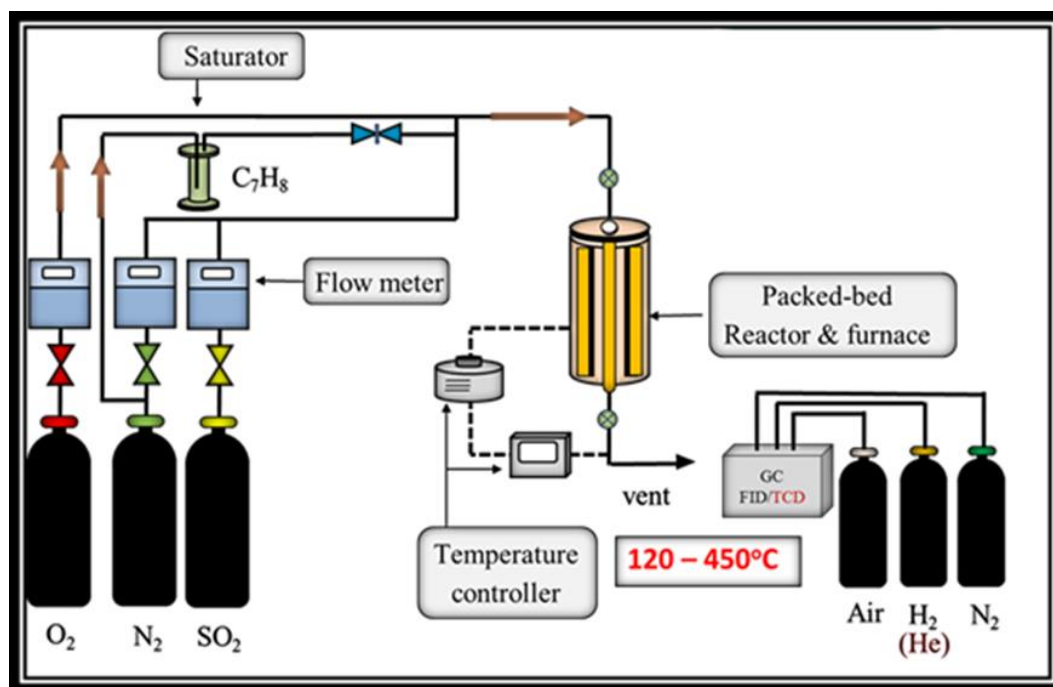 Saturator
C₇H₈
Flow meter
Packed-bed
Reactor & furnace
GC
FID/TCD
vent
Temperature
controller
120 – 450°C
O₂
N₂
SO₂
Air
H₂
(He)
N₂